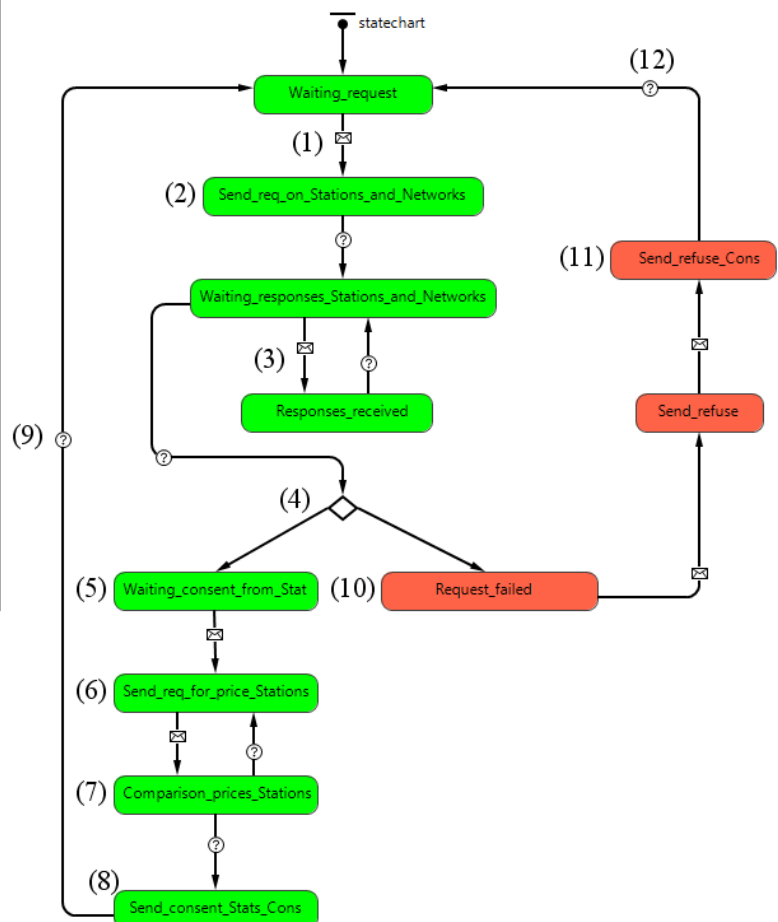 statechart
(12)
?
Waiting_request
(1)
(2)
Send_req_on_Stations_and_Networks
?
(11)
Send_refuse_Cons
Waiting_responses_Stations_and_Networks
(3)
?
Responses_received
Send_refuse
(9)
?
?
(4)
(5)
Waiting_consent_from_Stat
(10)
Request_failed
(6)
Send_req_for_price_Stations
?
(7)
Comparison_prices_Stations
?
(8)
Send_consent_Stats_Cons